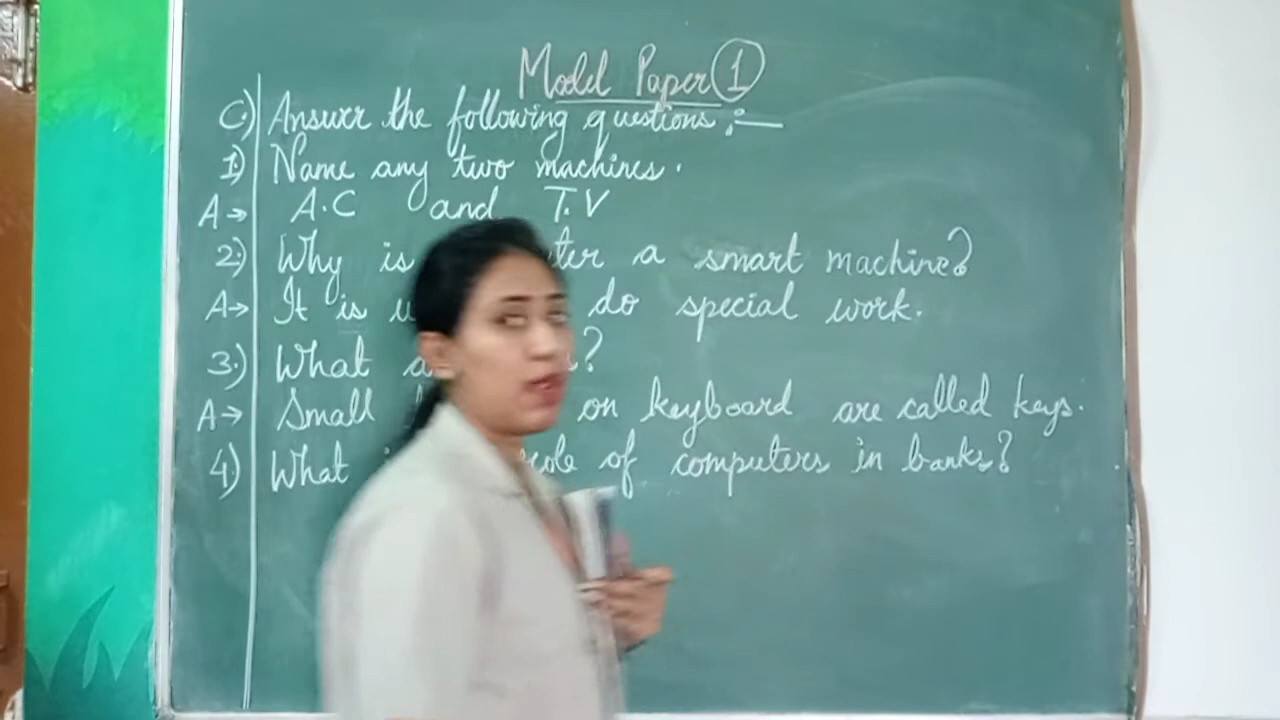 Model Paper 1
C) Answer the following questions :—
1) Name any two machines.
A→ A.C and T.V
2) Why is a smart machine?
A→ It is do special work.
3) What ?
A→ Small on keyboard are called keys.
4) What role of computers in banks?